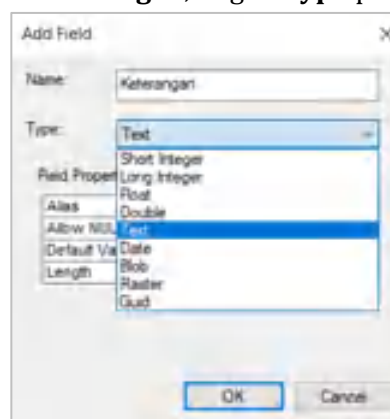 Add Field
Name:
Keterangan
Type:
Text
Short Integer
Long Integer
Float
Double
Text
Date
Blob
Raster
Guid
Field Proper
Alias
Allow NUL
Default Va
Length
OK
Cancel